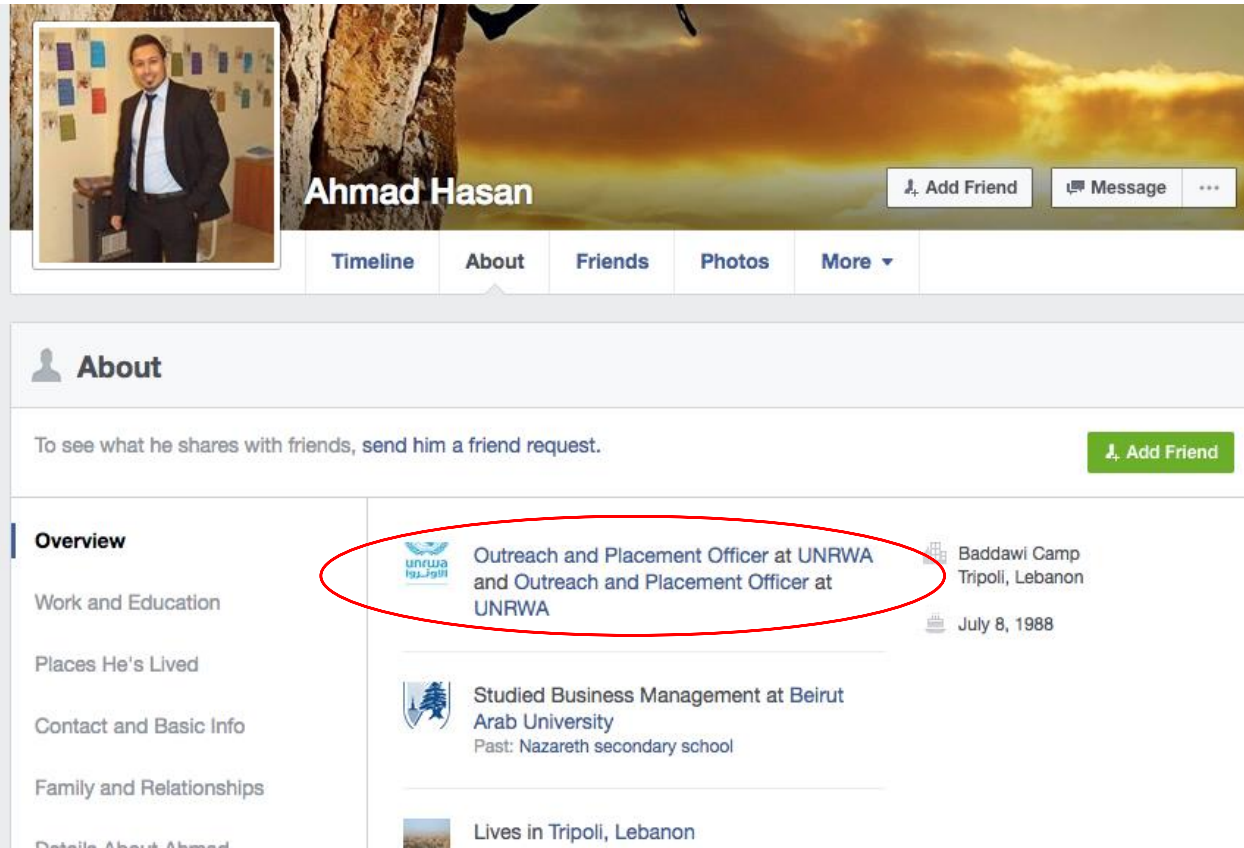 Ahmad Hasan
Add Friend
Message
Timeline
About
Friends
Photos
More
About
To see what he shares with friends, send him a friend request.
Add Friend
Overview
Work and Education
Places He's Lived
Contact and Basic Info
Family and Relationships
Details About Ahmad
unrwa
الأونروا
Outreach and Placement Officer at UNRWA
and Outreach and Placement Officer at
UNRWA
Studied Business Management at Beirut
Arab University
Past: Nazareth secondary school
Lives in Tripoli, Lebanon
Baddawi Camp
Tripoli, Lebanon
July 8, 1988